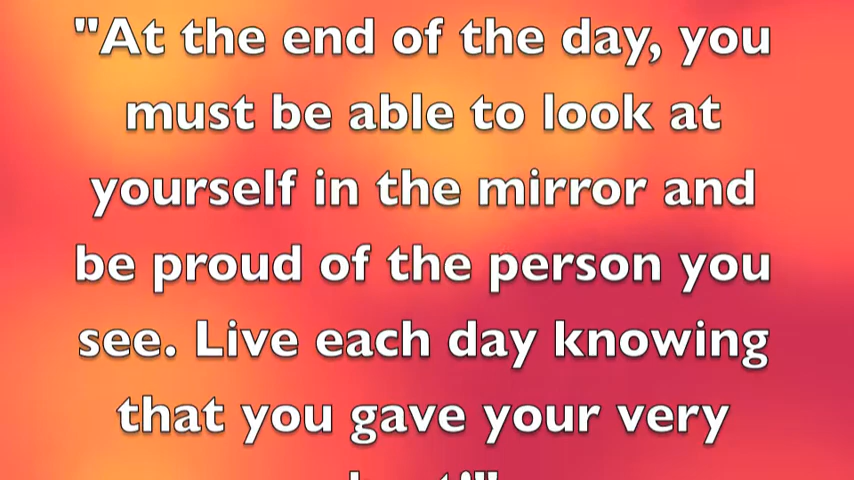 "At the end of the day, you
must be able to look at
yourself in the mirror and
be proud of the person you
see. Live each day knowing
that you gave your very